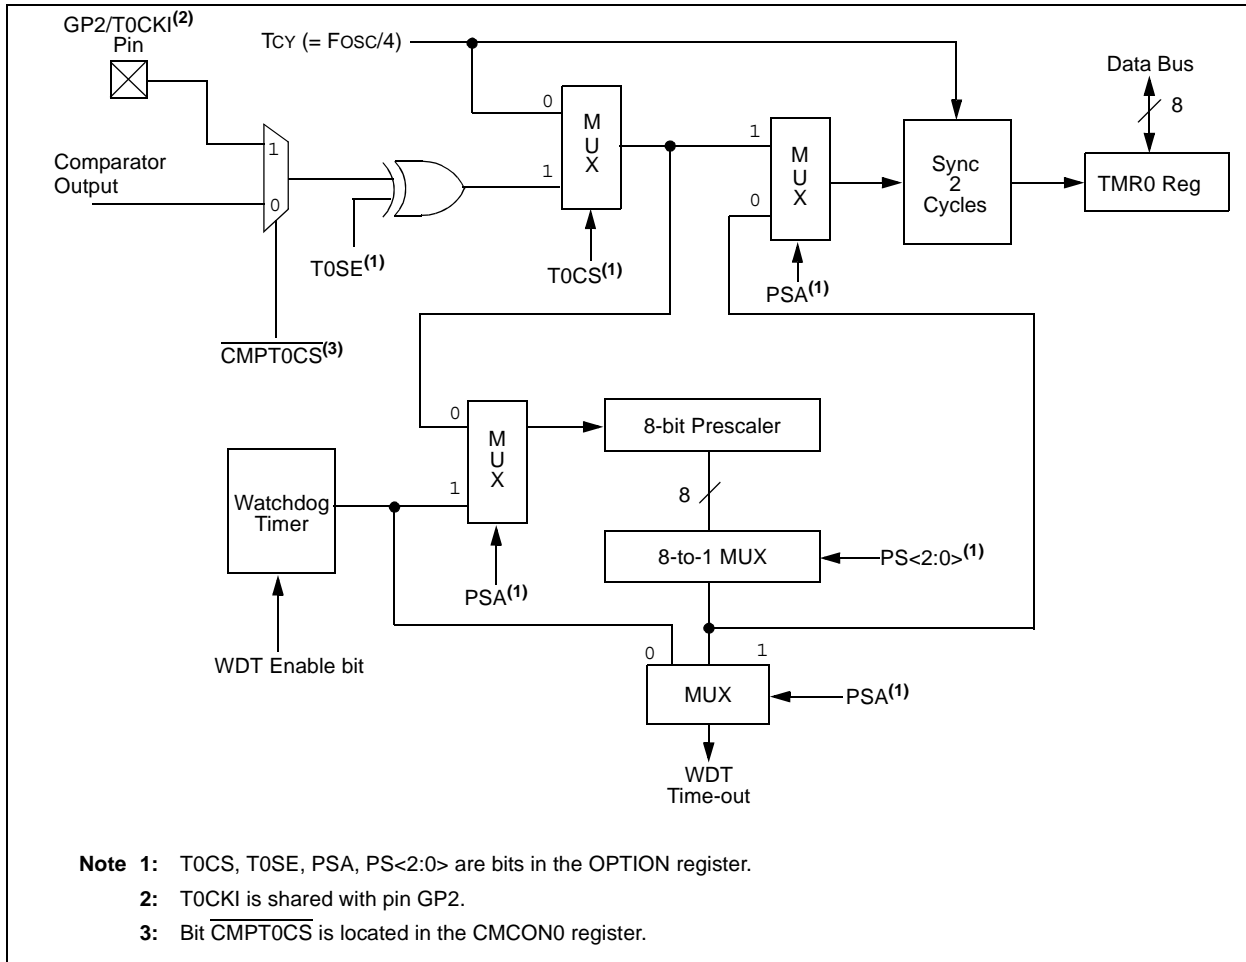 GP2/T0CKI(2)
Pin
TCY (= FOSC/4)
Data Bus
8
0
M
U
X
1
M
U
X
1
Comparator
Output
1
0
Sync
2
Cycles
TMR0 Reg
0
T0SE(1)
T0CS(1)
PSA(1)
CMPT0CS(3)
0
M
U
X
8-bit Prescaler
1
Watchdog
Timer
8
8-to-1 MUX
PS<2:0>(1)
PSA(1)
WDT Enable bit
0
1
MUX
PSA(1)
WDT
Time-out
Note 1: T0CS, T0SE, PSA, PS<2:0> are bits in the OPTION register.
2: T0CKI is shared with pin GP2.
3: Bit CMPT0CS is located in the CMCON0 register.